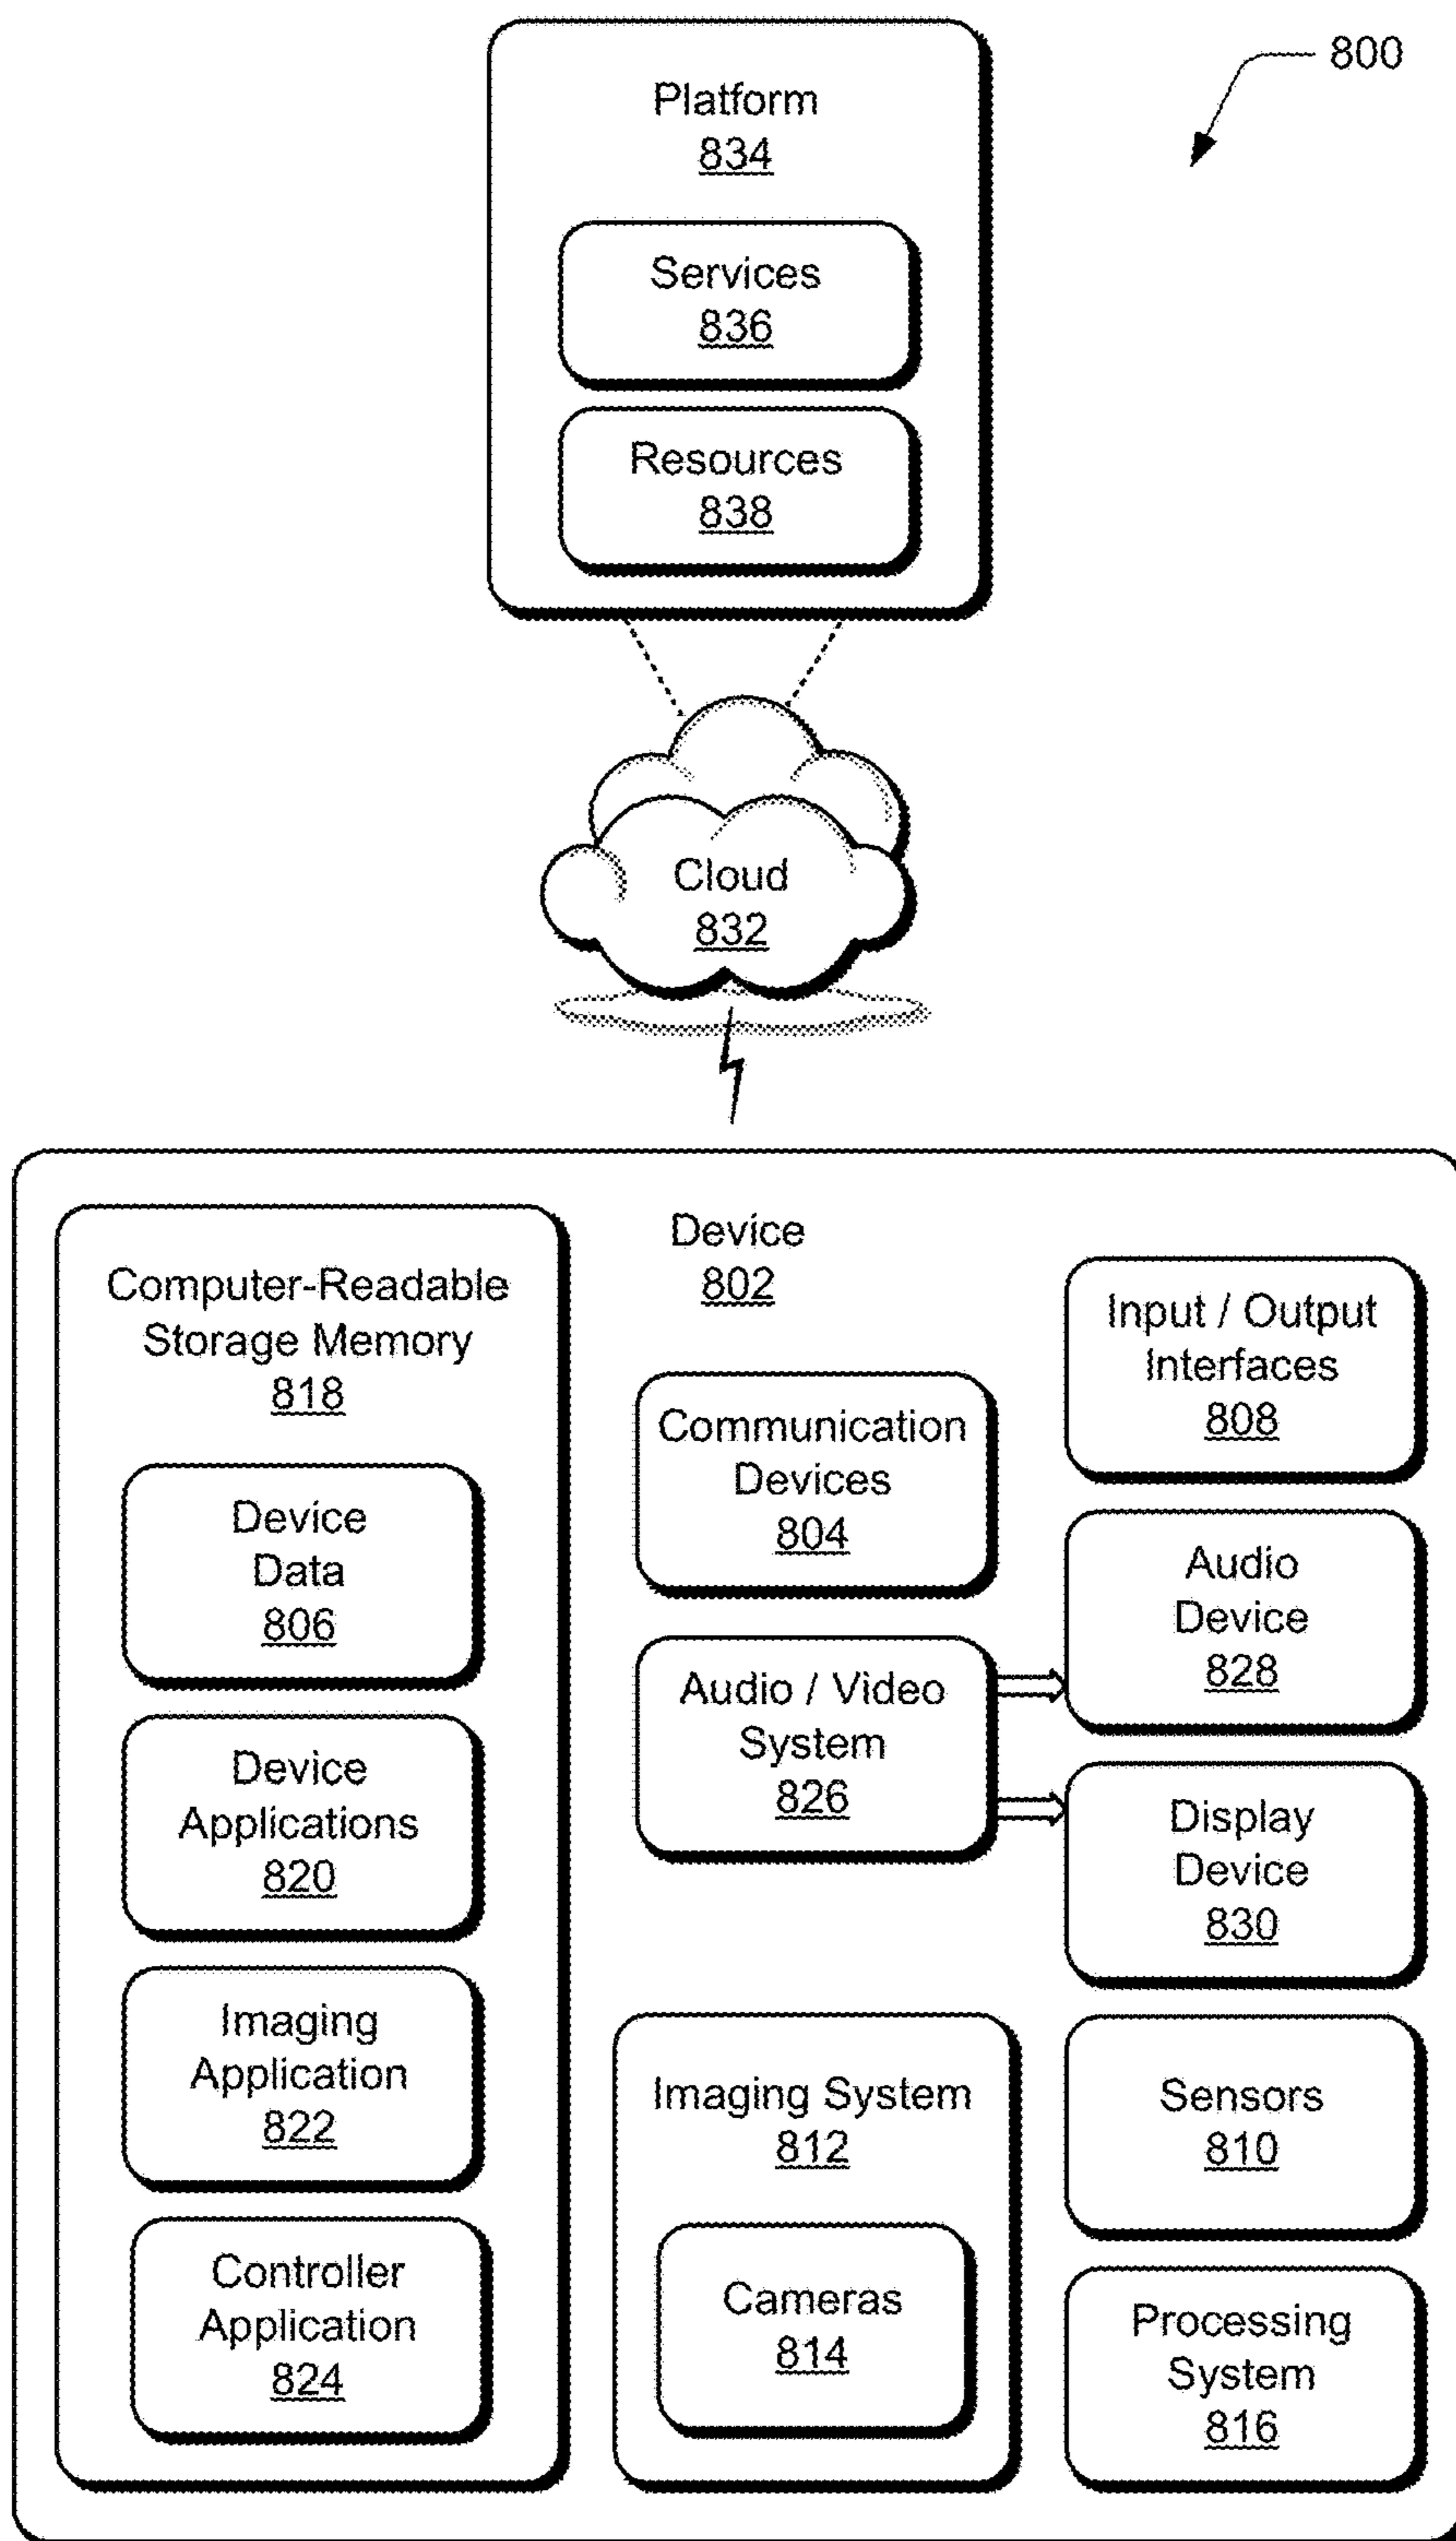 800
Platform
834
Services
836
Resources
838
Cloud
832
Device
802
Computer-Readable
Storage Memory
818
Device
Data
806
Device
Applications
820
Imaging
Application
822
Controller
Application
824
Communication
Devices
804
Audio / Video
System
826
Imaging System
812
Cameras
814
Input / Output
Interfaces
808
Audio
Device
828
Display
Device
830
Sensors
810
Processing
System
816